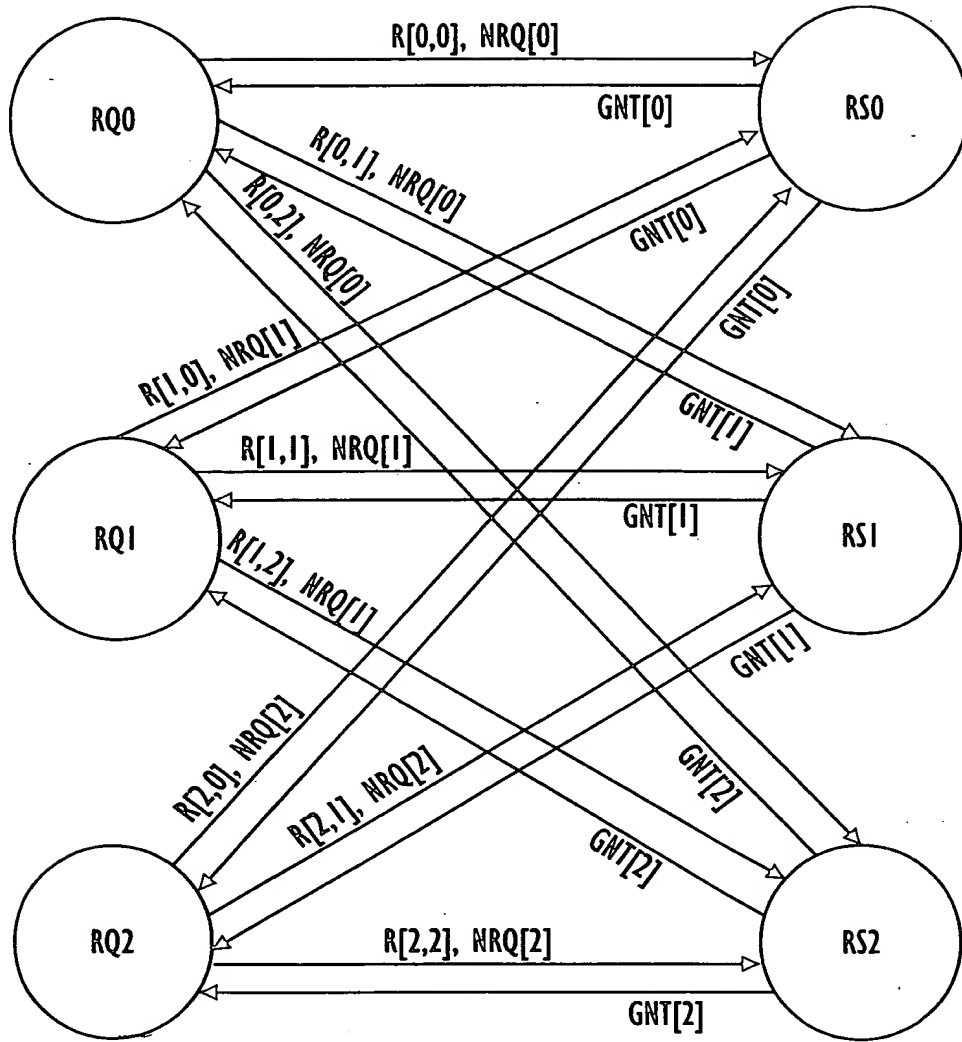 R[0,0], NRQ[0]
GNT[0]
RQ0
RS0
R[0,1], NRQ[0]
R[0,2], NRQ[0]
GNT[0]
GNT[0]
R[1,0], NRQ[1]
GNT[1]
R[1,1], NRQ[1]
GNT[1]
RQ1
RS1
R[1,2], NRQ[1]
GNT[1]
R[2,0], NRQ[2]
R[2,1], NRQ[2]
GNT[2]
GNT[2]
RQ2
RS2
R[2,2], NRQ[2]
GNT[2]